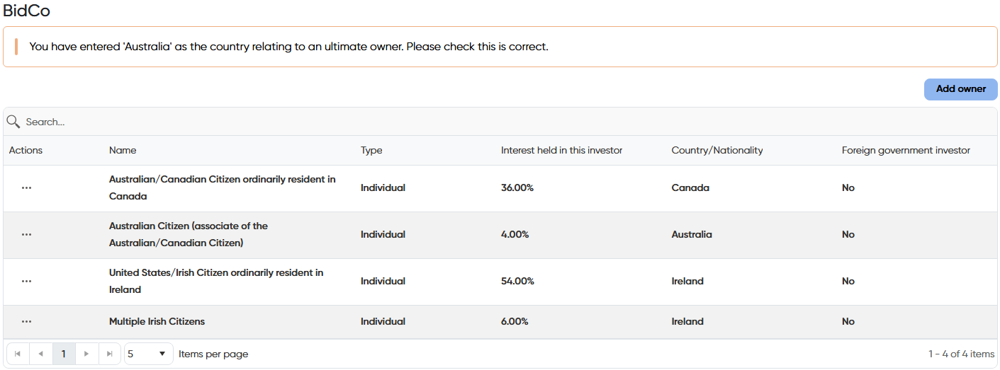 BidCo
You have entered 'Australia' as the country relating to an ultimate owner. Please check this is correct.
Add owner
Search...
Actions Name Type Interest held in this investor Country/Nationality Foreign government investor
Australian/Canadian Citizen ordinarily resident in
Canada
Individual 36.00% Canada No
Australian Citizen (associate of the
Australian/Canadian Citizen)
Individual 4.00% Australia No
United States/Irish Citizen ordinarily resident in
Ireland
Individual 54.00% Ireland No
Multiple Irish Citizens Individual 6.00% Ireland No
1 5 Items per page 1 - 4 of 4 items